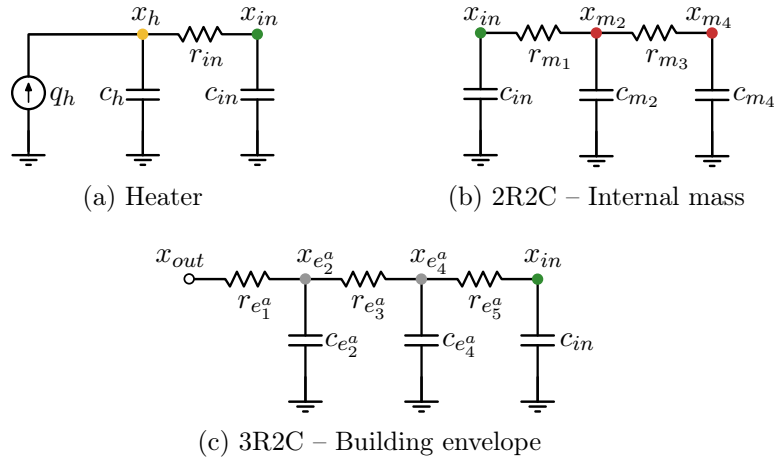 x_h x_in x_in x_m2 x_m4
r_in r_m1 r_m3
q_h c_h c_in c_in c_m2 c_m4
(a) Heater (b) 2R2C – Internal mass
x_out x_e2^a x_e4^a x_in
r_e1^a r_e3^a r_e5^a
c_e2^a c_e4^a c_in
(c) 3R2C – Building envelope